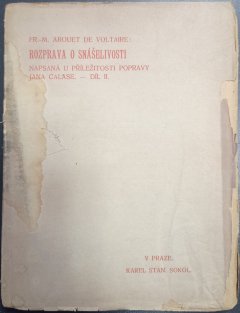 FR.-M. AROUET DE VOLTAIRE:
ROZPRAVA O SNÁŠELIVOSTI
NAPSANÁ U PŘÍLEŽITOSTI POPRAVY
JANA CALASE. — DÍL II.
V PRAZE.
KAREL STAN. SOKOL.